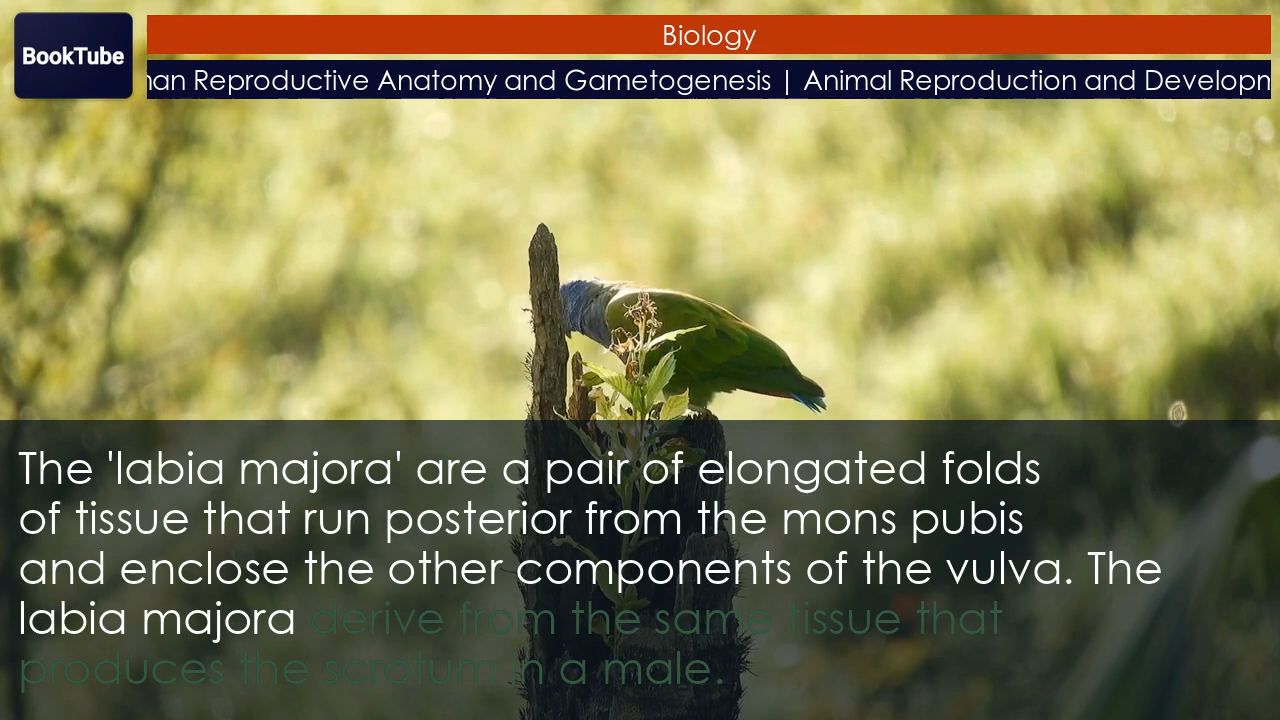 BookTube
Biology
nan Reproductive Anatomy and Gametogenesis | Animal Reproduction and Developn
The 'labia majora' are a pair of elongated folds
of tissue that run posterior from the mons pubis
and enclose the other components of the vulva. The
labia majora derive from the same tissue that
produces the scrotum in a male.